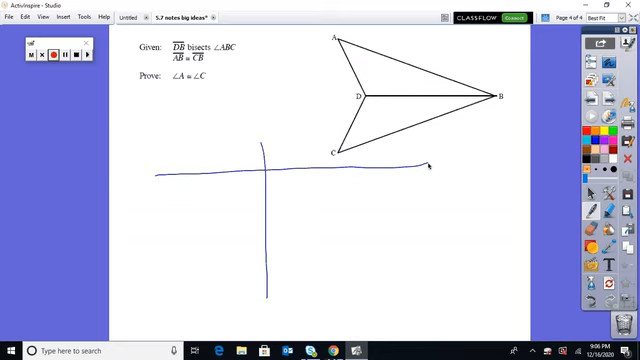 ActivInspire - Studio
File Edit View Insert Tools Help
Untitled 5.7 notes big ideas*
CLASSFLOW Connect Page 4 of 4 Best Fit
Given: DB bisects ∠ABC
AB ≅ CB
Prove: ∠A ≅ ∠C
A
D
B
C
Type here to search
9:06 PM
12/16/2020